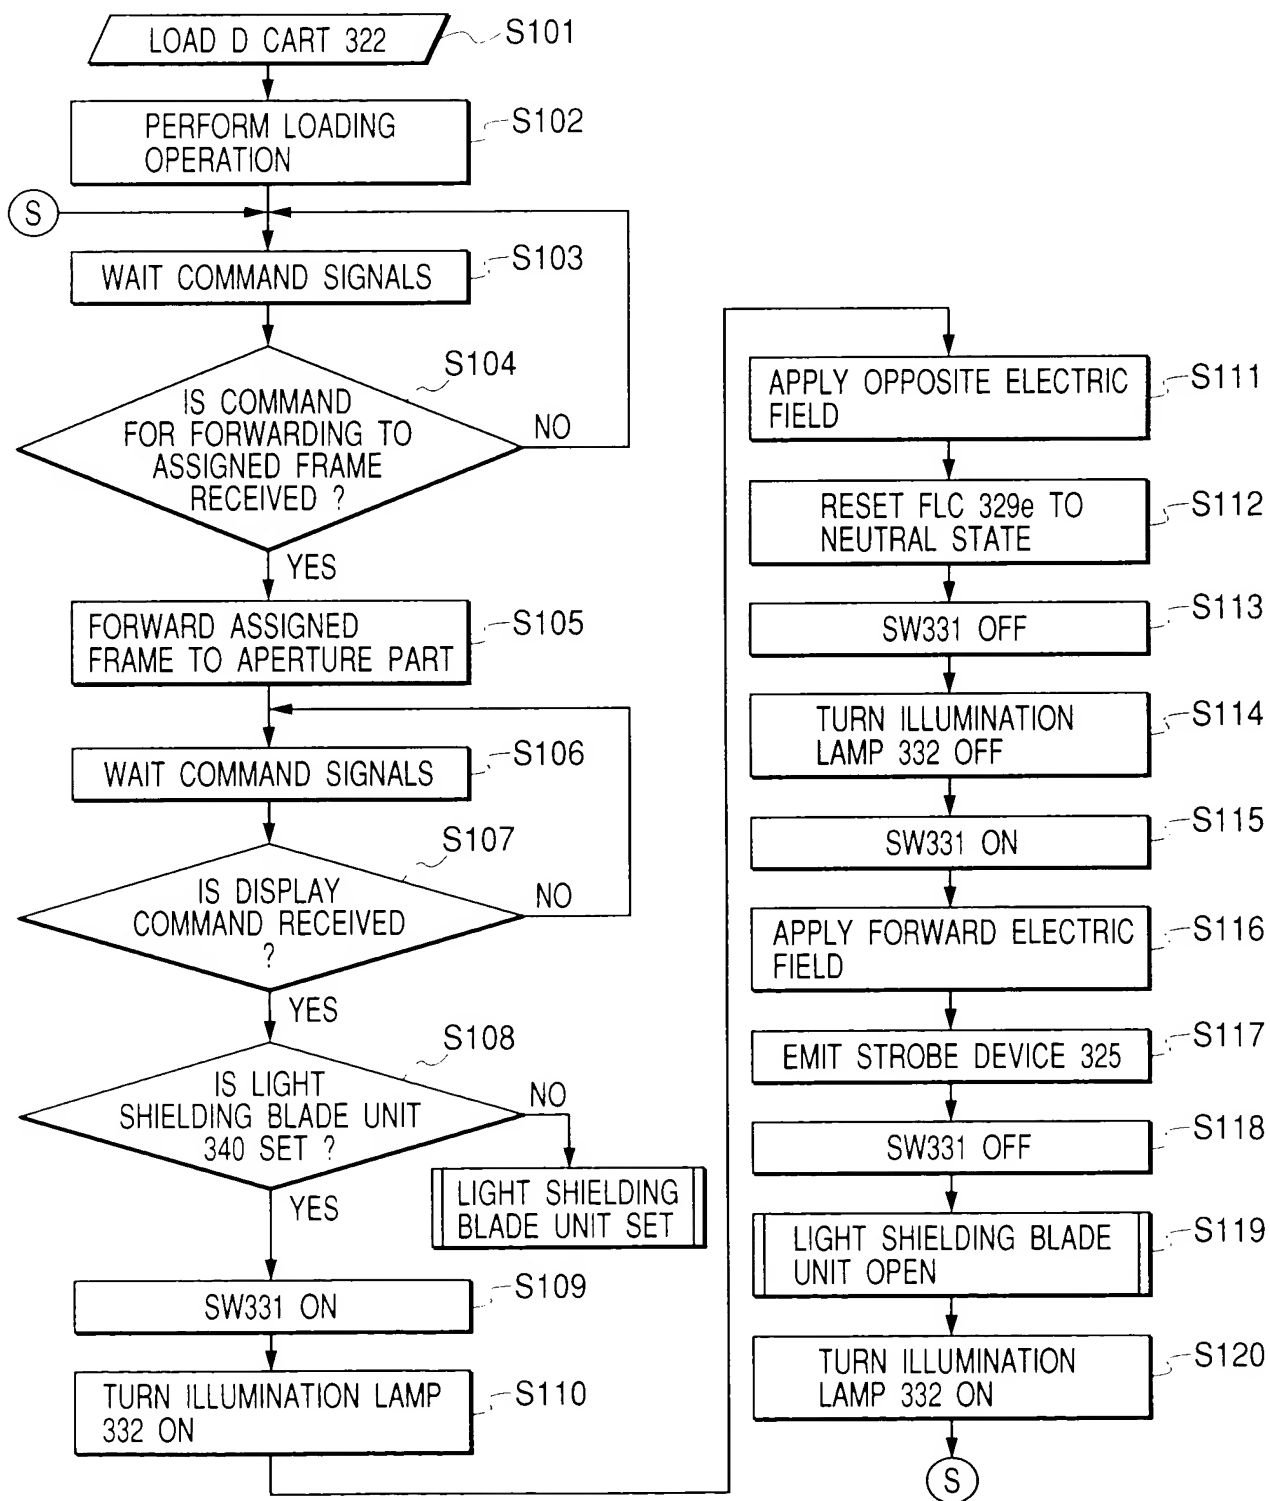 LOAD D CART 322
S101
PERFORM LOADING
OPERATION
S102
S
WAIT COMMAND SIGNALS
S103
IS COMMAND
FOR FORWARDING TO
ASSIGNED FRAME
RECEIVED ?
S104
NO
YES
FORWARD ASSIGNED
FRAME TO APERTURE PART
S105
WAIT COMMAND SIGNALS
S106
IS DISPLAY
COMMAND RECEIVED
?
S107
NO
YES
IS LIGHT
SHIELDING BLADE UNIT
340 SET ?
S108
NO
LIGHT SHIELDING
BLADE UNIT SET
YES
SW331 ON
S109
TURN ILLUMINATION LAMP
332 ON
S110
APPLY OPPOSITE ELECTRIC
FIELD
S111
RESET FLC 329e TO
NEUTRAL STATE
S112
SW331 OFF
S113
TURN ILLUMINATION
LAMP 332 OFF
S114
SW331 ON
S115
APPLY FORWARD ELECTRIC
FIELD
S116
EMIT STROBE DEVICE 325
S117
SW331 OFF
S118
LIGHT SHIELDING BLADE
UNIT OPEN
S119
TURN ILLUMINATION
LAMP 332 ON
S120
S